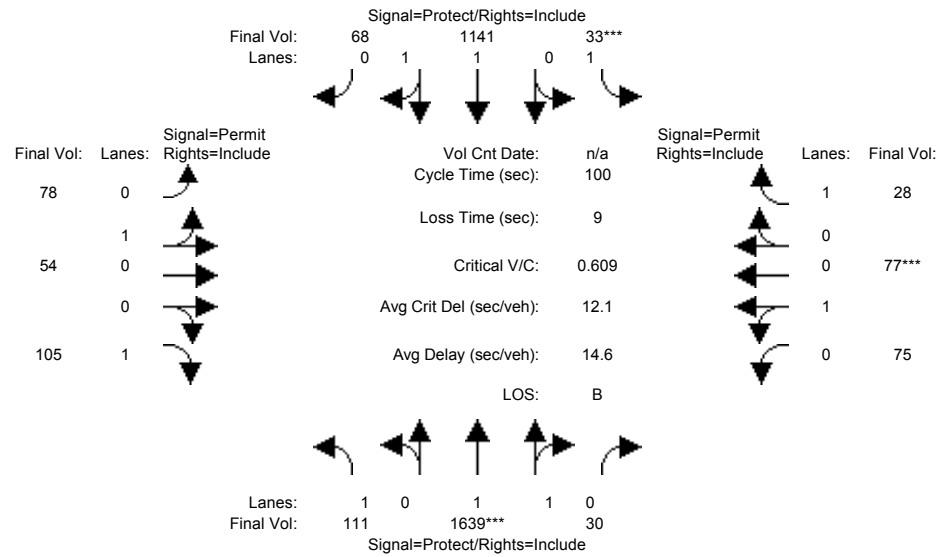 Signal=Protect/Rights=Include
Final Vol: 68 1141 33***
Lanes: 0 1 1 0 1
Signal=Permit
Final Vol: Lanes: Rights=Include
Vol Cnt Date: n/a
Signal=Permit
Rights=Include Lanes: Final Vol:
Cycle Time (sec): 100
78 0
1 28
Loss Time (sec): 9
1
0
54 0
Critical V/C: 0.609
0 77***
0
Avg Crit Del (sec/veh): 12.1
1
105 1
Avg Delay (sec/veh): 14.6
0 75
LOS: B
Lanes: 1 0 1 1 0
Final Vol: 111 1639*** 30
Signal=Protect/Rights=Include